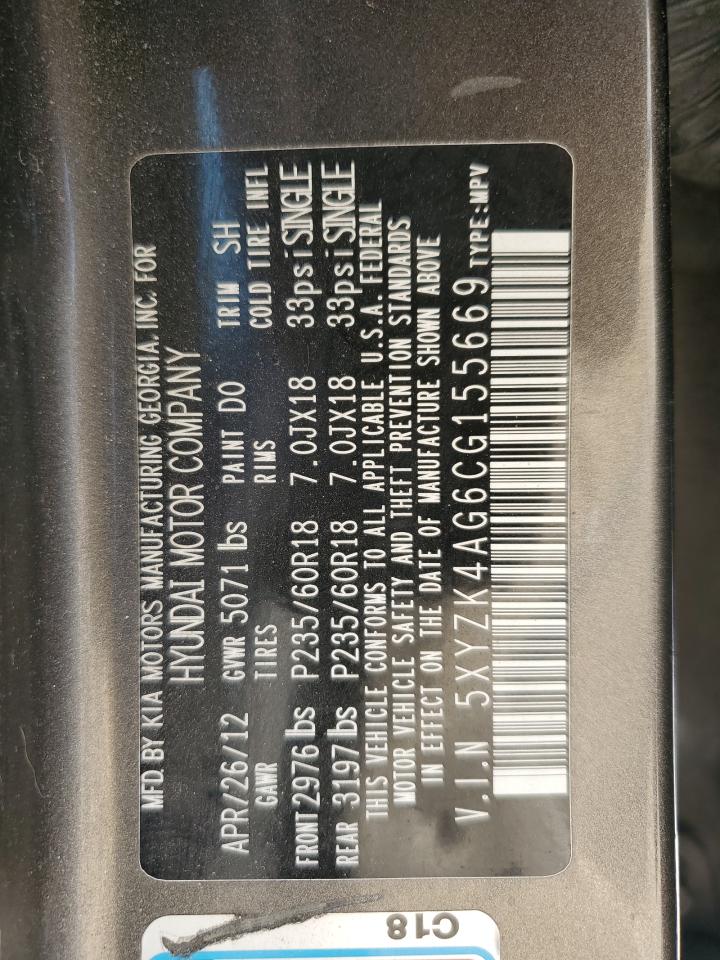 MFD. BY KIA MOTORS MANUFACTURING GEORGIA, INC. FOR
HYUNDAI MOTOR COMPANY
APR/26/12 GVWR 5071 lbs PAINT DO TRIM SH
GAWR TIRES RIMS COLD TIRE INFL
FRONT 2976 lbs P235/60R18 7.0JX18 33psi SINGLE
REAR 3197 lbs P235/60R18 7.0JX18 33psi SINGLE
THIS VEHICLE CONFORMS TO ALL APPLICABLE U.S.A. FEDERAL
MOTOR VEHICLE SAFETY AND THEFT PREVENTION STANDARDS
IN EFFECT ON THE DATE OF MANUFACTURE SHOWN ABOVE
V.I.N 5XYZK4AG6CG155669 TYPE:MPV
C18